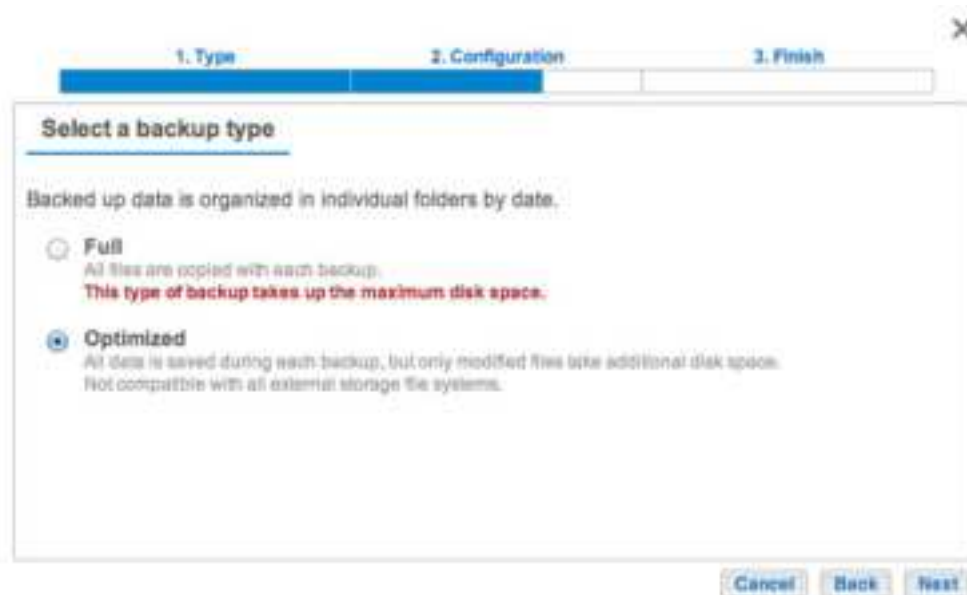 1. Type
2. Configuration
3. Finish
Select a backup type
Backed up data is organized in individual folders by date.
Full
All files are copied with each backup.
This type of backup takes up the maximum disk space.
Optimized
All data is saved during each backup, but only modified files take additional disk space.
Not compatible with all external storage file systems.
Cancel
Back
Next